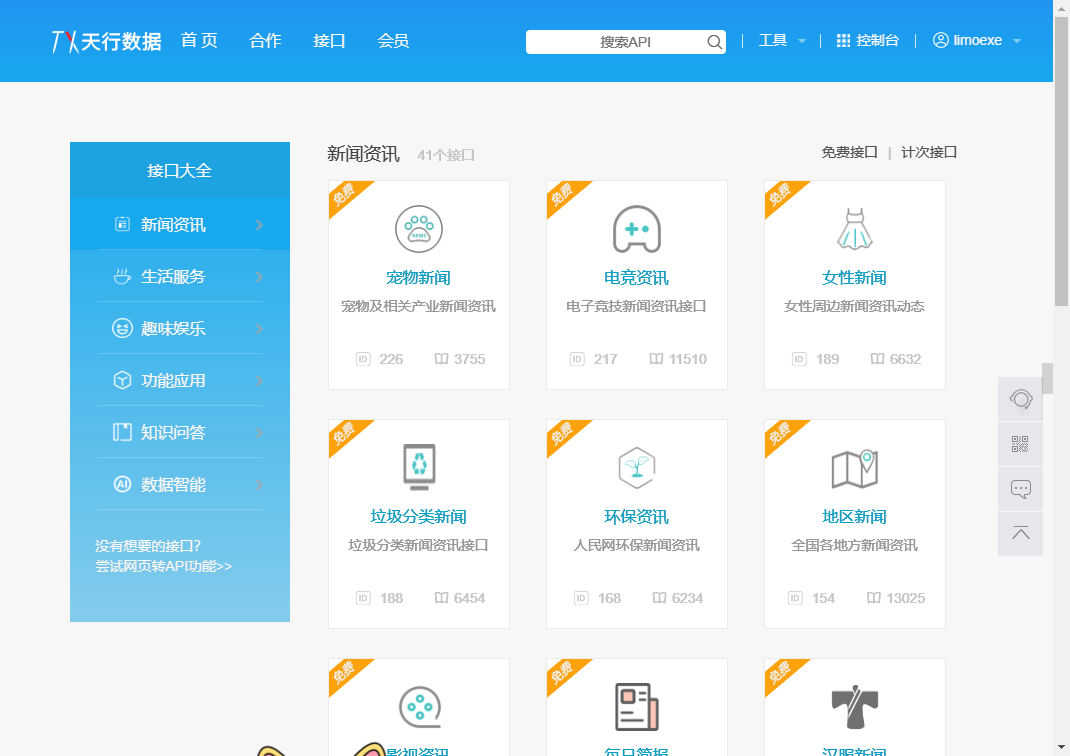 天行数据 首 页 合作 接口 会员 搜索API 工具 控制台 limoexe
接口大全
新闻资讯
生活服务
趣味娱乐
功能应用
知识问答
AI 数据智能
没有想要的接口？
尝试网页转API功能>>
新闻资讯 41个接口 免费接口 | 计次接口
免费 免费 免费
NEWS
宠物新闻 电竞资讯 女性新闻
宠物及相关产业新闻资讯 电子竞技新闻资讯接口 女性周边新闻资讯动态
ID 226 3755 ID 217 11510 ID 189 6632
免费 免费 免费
垃圾分类新闻 环保资讯 地区新闻
垃圾分类新闻资讯接口 人民网环保新闻资讯 全国各地方新闻资讯
ID 188 6454 ID 168 6234 ID 154 13025
免费 免费 免费
影视资讯 每日简报 汉服新闻